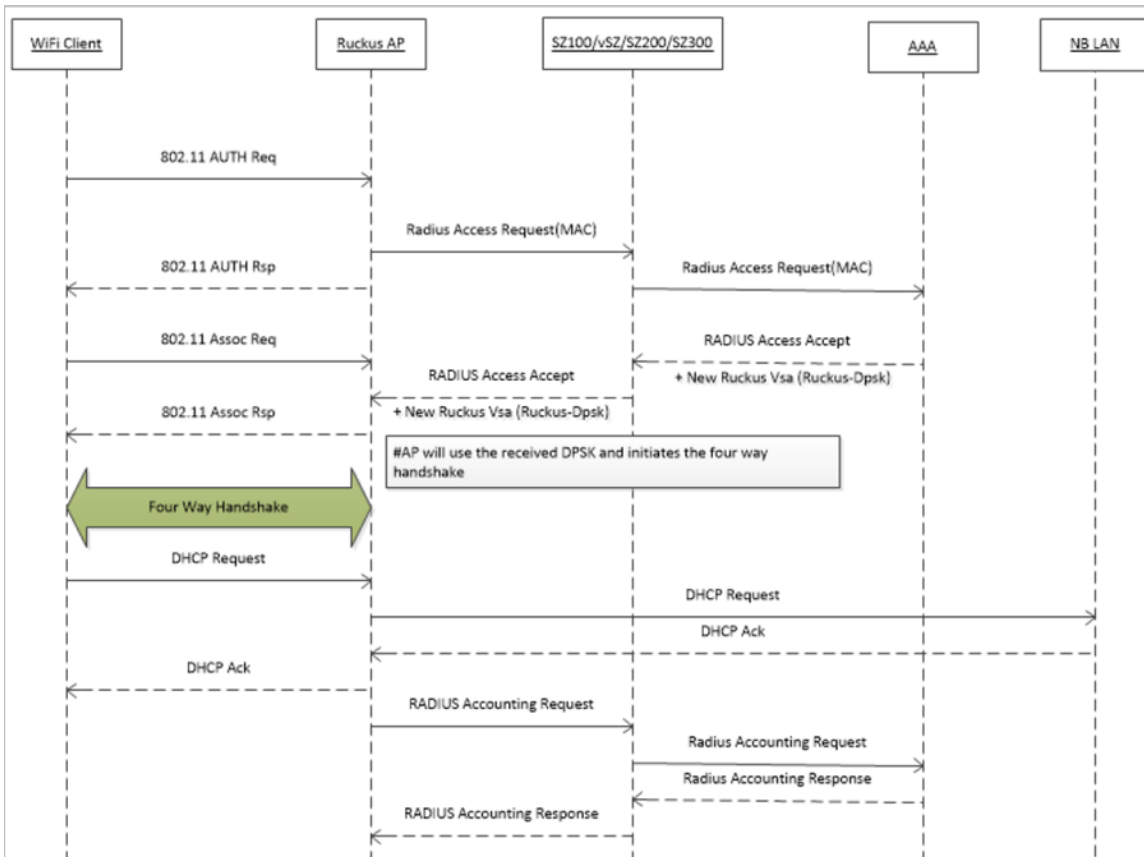 WiFi Client
Ruckus AP
SZ100/vSZ/SZ200/SZ300
AAA
NB LAN
802.11 AUTH Req
Radius Access Request(MAC)
802.11 AUTH Rsp
Radius Access Request(MAC)
802.11 Assoc Req
RADIUS Access Accept
RADIUS Access Accept
+ New Ruckus Vsa (Ruckus-Dpsk)
802.11 Assoc Rsp
+ New Ruckus Vsa (Ruckus-Dpsk)
#AP will use the received DPSK and initiates the four way
handshake
Four Way Handshake
DHCP Request
DHCP Request
DHCP Ack
DHCP Ack
RADIUS Accounting Request
Radius Accounting Request
Radius Accounting Response
RADIUS Accounting Response